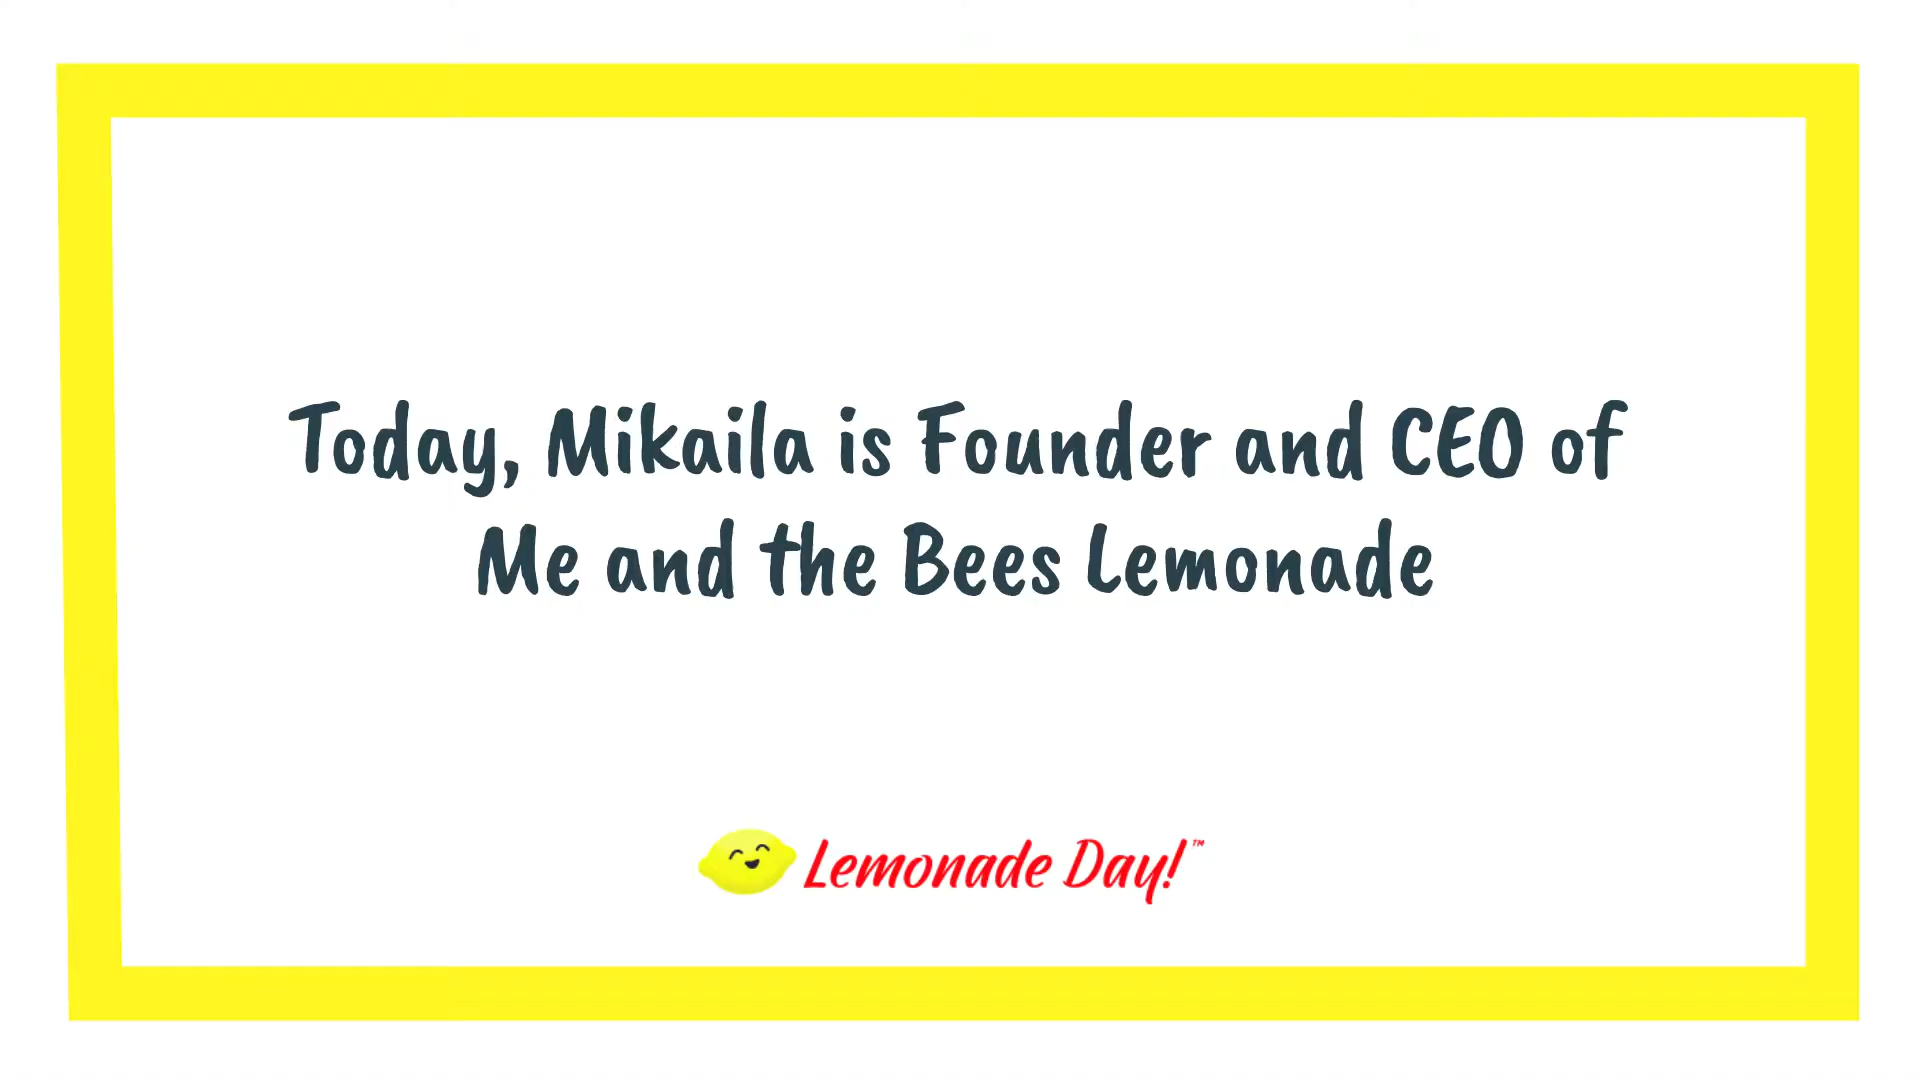 Today, Mikaila is Founder and CEO of
Me and the Bees Lemonade
Lemonade Day!™